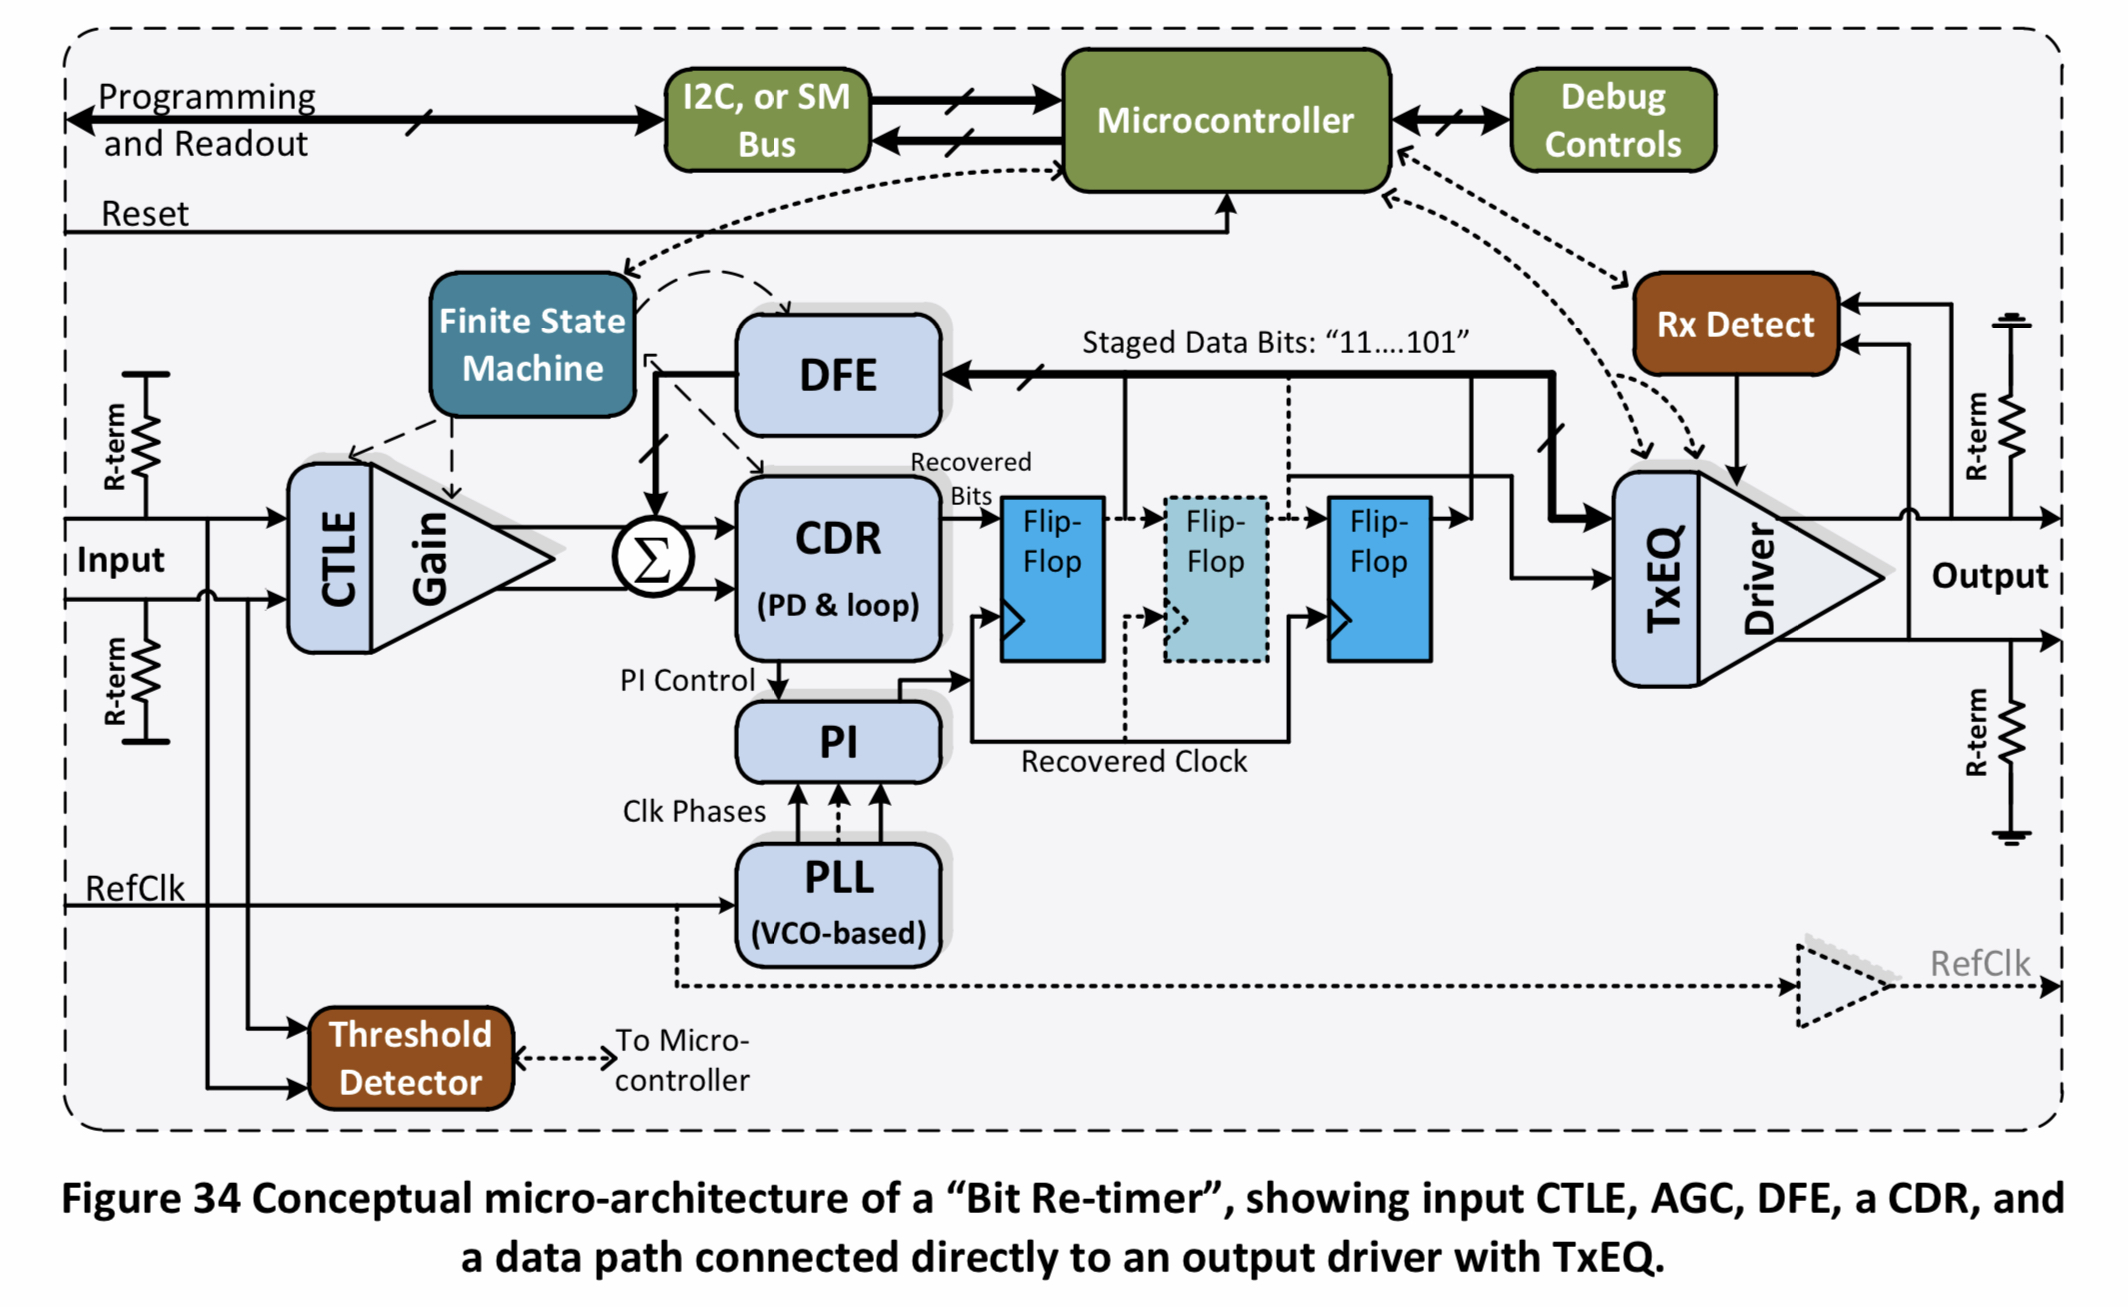 Programming
and Readout
I2C, or SM
Bus
Microcontroller
Debug
Controls
Reset
Finite State
Machine
DFE
Staged Data Bits: “11....101”
Rx Detect
R-term
R-term
Recovered
Bits
Input
CTLE
Gain
Σ
CDR
(PD & loop)
Flip-
Flop
Flip-
Flop
Flip-
Flop
TxEQ
Driver
Output
R-term
R-term
PI Control
PI
Recovered Clock
Clk Phases
PLL
(VCO-based)
RefClk
RefClk
Threshold
Detector
To Micro-
controller
Figure 34 Conceptual micro-architecture of a “Bit Re-timer”, showing input CTLE, AGC, DFE, a CDR, and
a data path connected directly to an output driver with TxEQ.